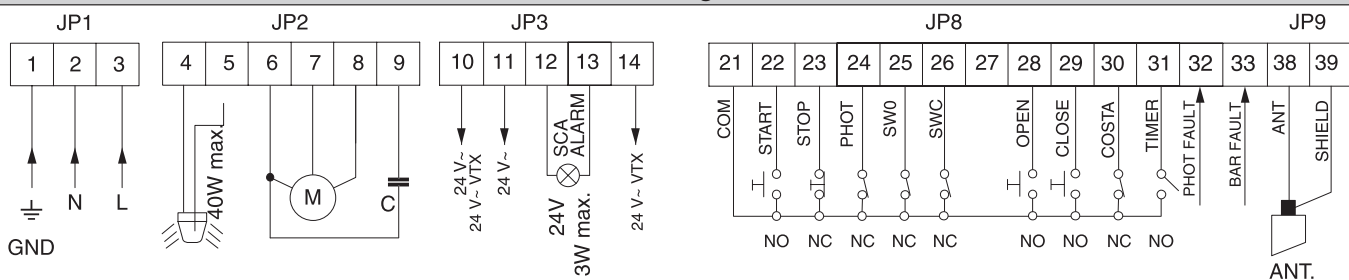 JP1 JP2 JP3 JP8 JP9
1 2 3 4 5 6 7 8 9 10 11 12 13 14 21 22 23 24 25 26 27 28 29 30 31 32 33 38 39
40W max.
24 V~
24 V~ VTX
24 V~
SCA
ALARM
24 V~ VTX
COM
START
STOP
PHOT
SW0
SWC
OPEN
CLOSE
COSTA
TIMER
PHOT FAULT
BAR FAULT
ANT
SHIELD
N L M C
24V
3W max.
GND
NO NC NC NC NC NO NO NC NO
ANT.